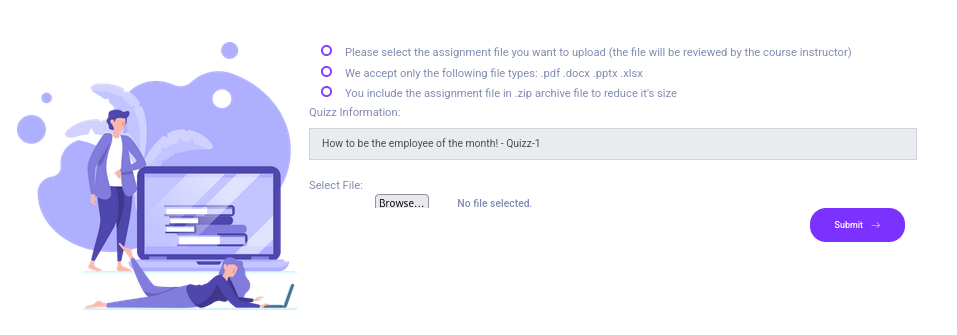 Please select the assignment file you want to upload (the file will be reviewed by the course instructor)
We accept only the following file types: .pdf .docx .pptx .xlsx
You include the assignment file in .zip archive file to reduce it's size
Quizz Information:
How to be the employee of the month! - Quizz-1
Select File:
Browse... No file selected.
Submit →